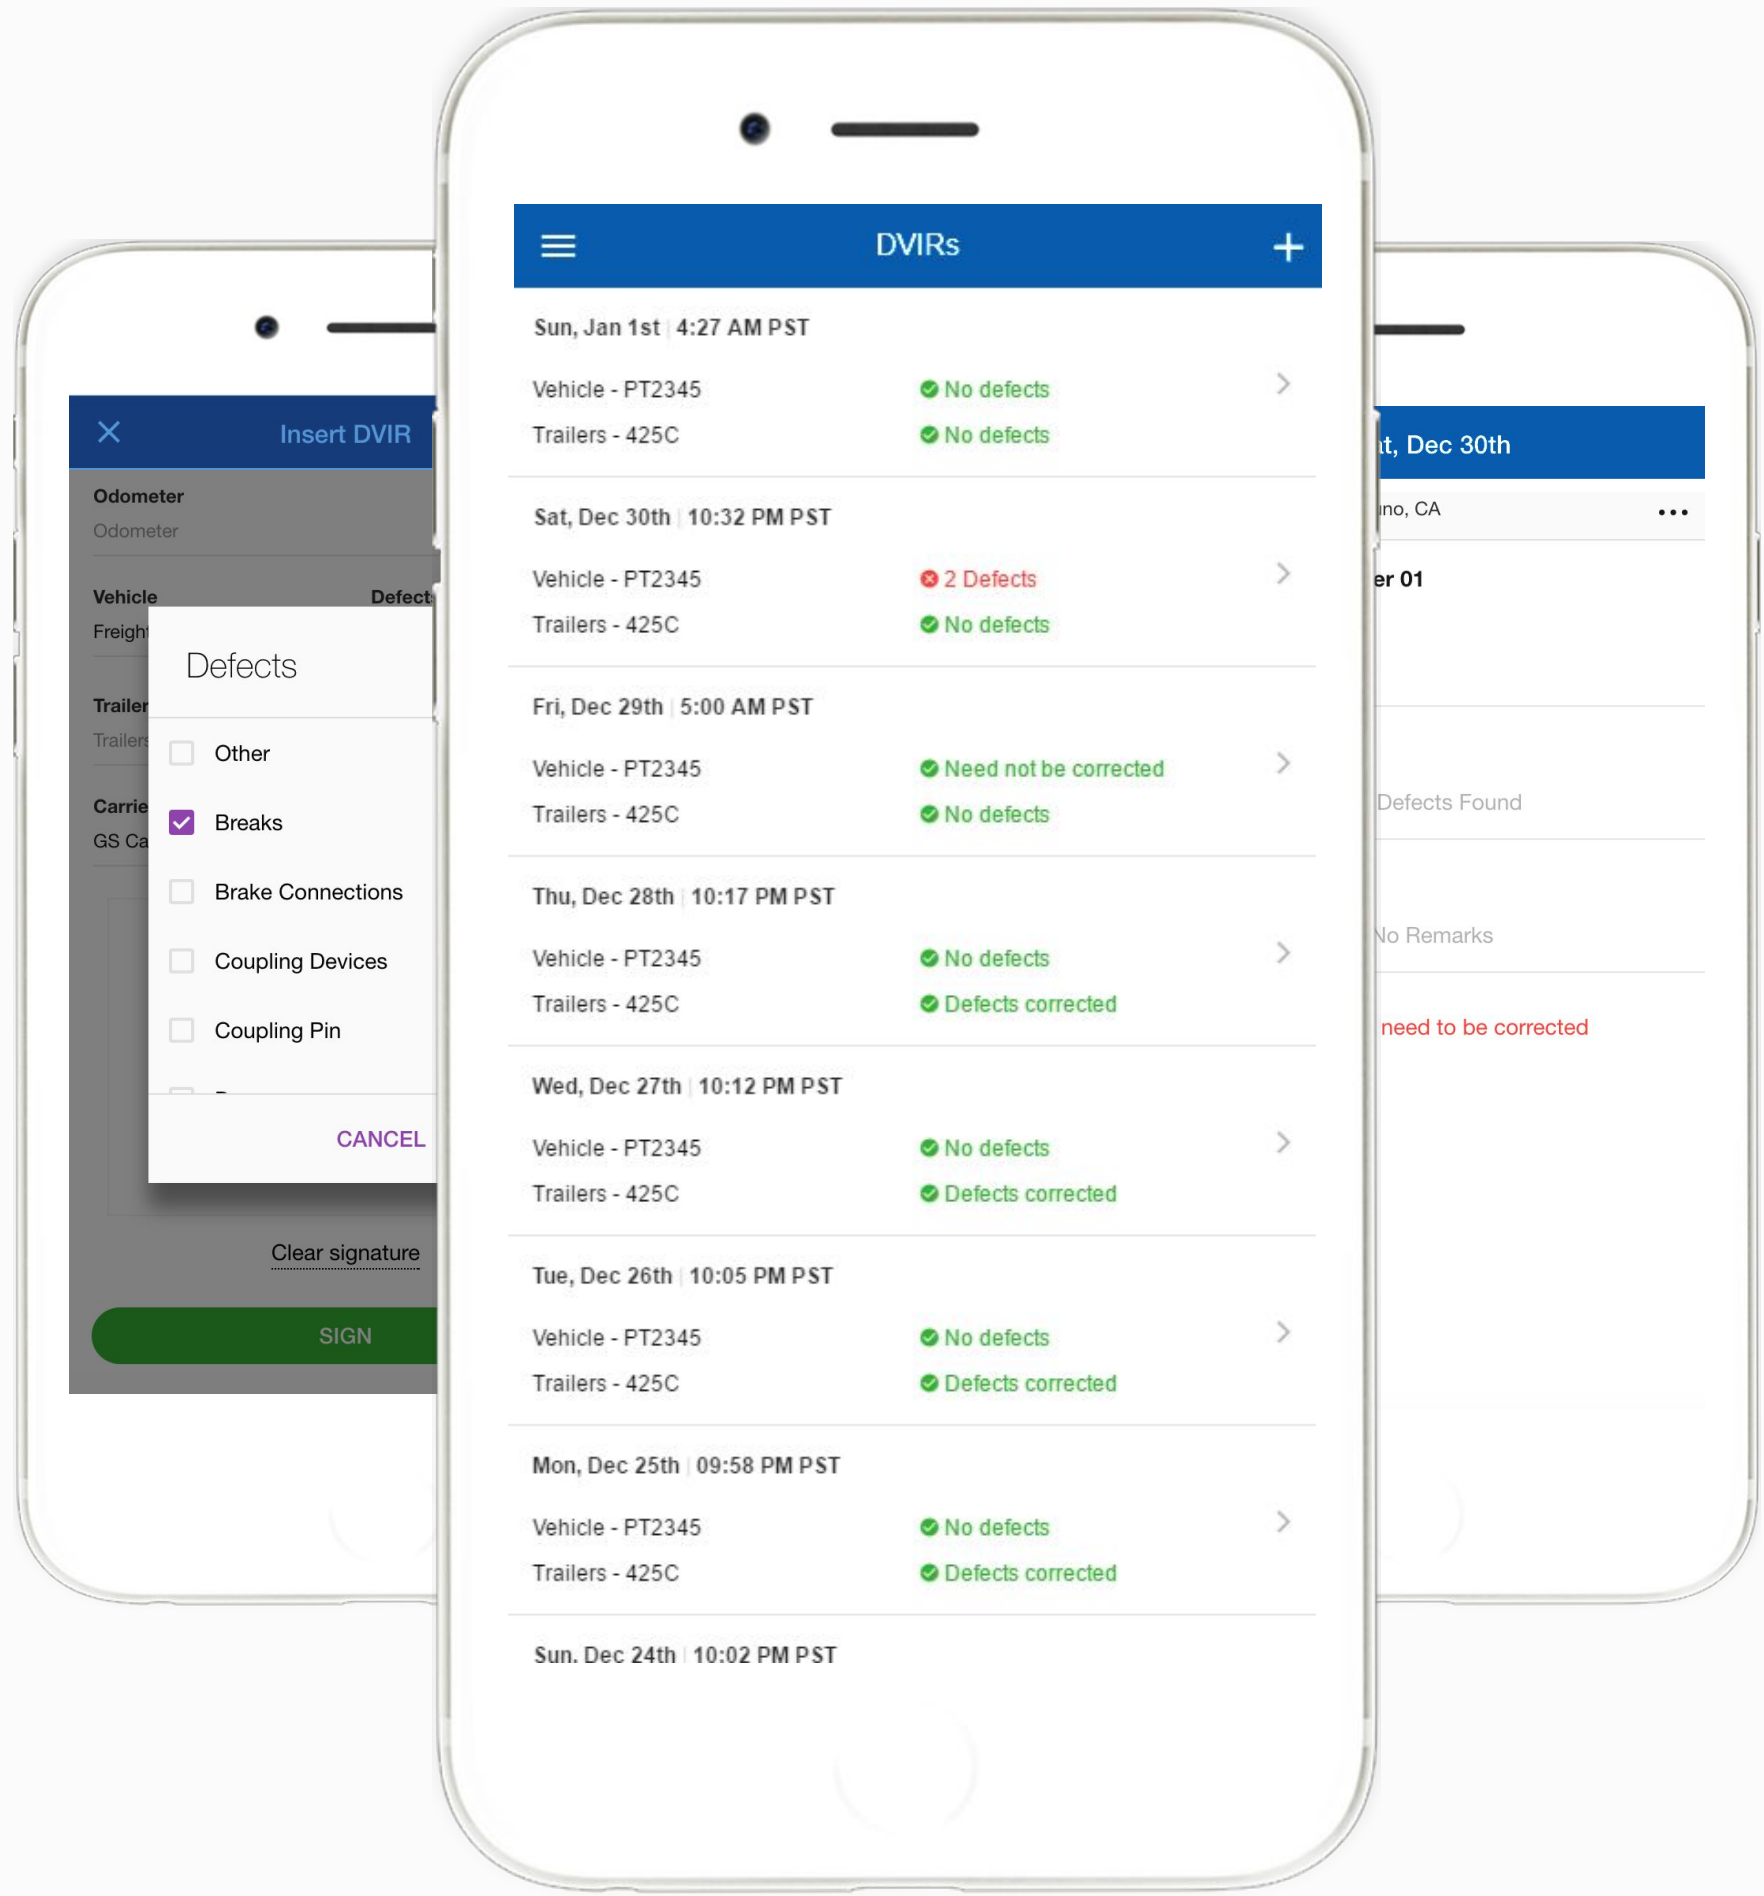 Insert DVIR
Odometer
Odometer
Vehicle Defects
Freight
Trailer
Trailers
Carrie
GS Ca
Defects
Other
Breaks
Brake Connections
Coupling Devices
Coupling Pin
CANCEL
Clear signature
SIGN
DVIRs
Sun, Jan 1st | 4:27 AM PST
Vehicle - PT2345 No defects
Trailers - 425C No defects
Sat, Dec 30th | 10:32 PM PST
Vehicle - PT2345 2 Defects
Trailers - 425C No defects
Fri, Dec 29th | 5:00 AM PST
Vehicle - PT2345 Need not be corrected
Trailers - 425C No defects
Thu, Dec 28th | 10:17 PM PST
Vehicle - PT2345 No defects
Trailers - 425C Defects corrected
Wed, Dec 27th | 10:12 PM PST
Vehicle - PT2345 No defects
Trailers - 425C Defects corrected
Tue, Dec 26th | 10:05 PM PST
Vehicle - PT2345 No defects
Trailers - 425C Defects corrected
Mon, Dec 25th | 09:58 PM PST
Vehicle - PT2345 No defects
Trailers - 425C Defects corrected
Sun, Dec 24th | 10:02 PM PST
at, Dec 30th
no, CA
er 01
Defects Found
No Remarks
need to be corrected